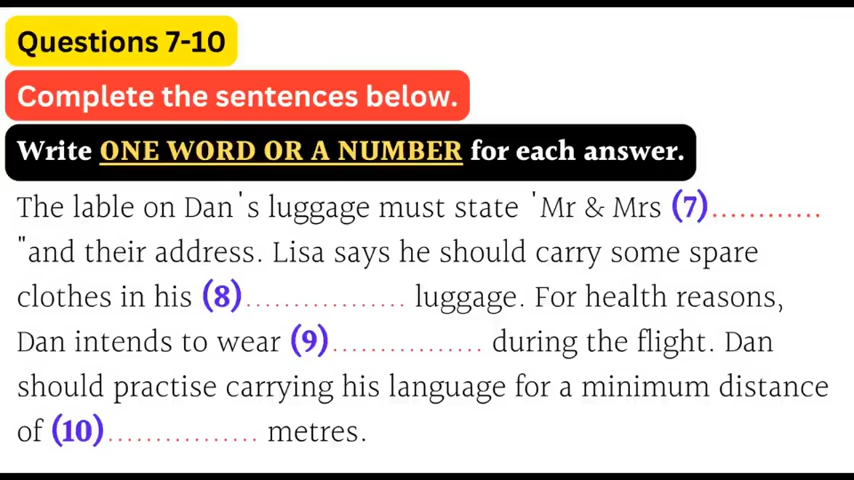 Questions 7-10
Complete the sentences below.
Write ONE WORD OR A NUMBER for each answer.
The lable on Dan's luggage must state 'Mr & Mrs (7)............
"and their address. Lisa says he should carry some spare
clothes in his (8)................. luggage. For health reasons,
Dan intends to wear (9)................ during the flight. Dan
should practise carrying his language for a minimum distance
of (10)................ metres.